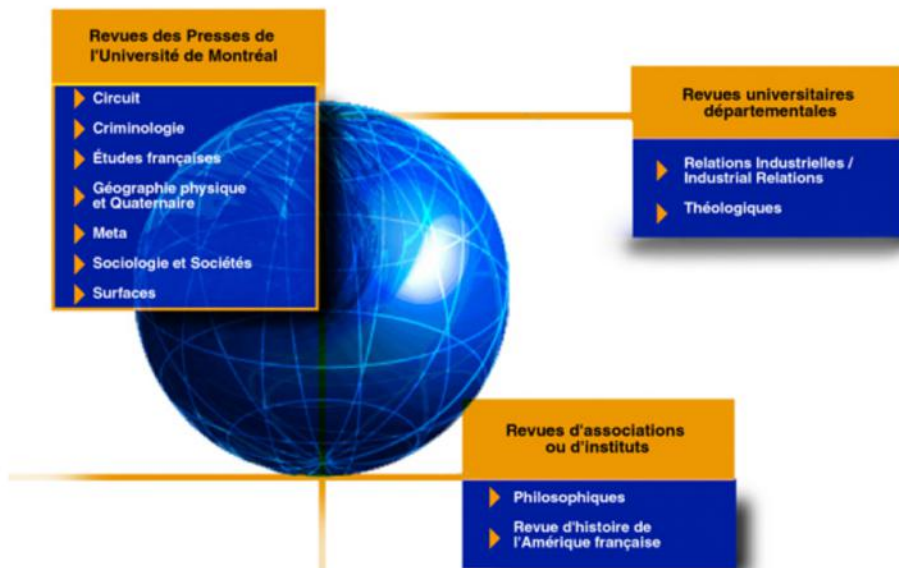 Revues des Presses de
l'Université de Montréal
Circuit
Criminologie
Études françaises
Géographie physique
et Quaternaire
Meta
Sociologie et Sociétés
Surfaces
Revues universitaires
départementales
Relations Industrielles /
Industrial Relations
Théologiques
Revues d'associations
ou d'instituts
Philosophiques
Revue d'histoire de
l'Amérique française